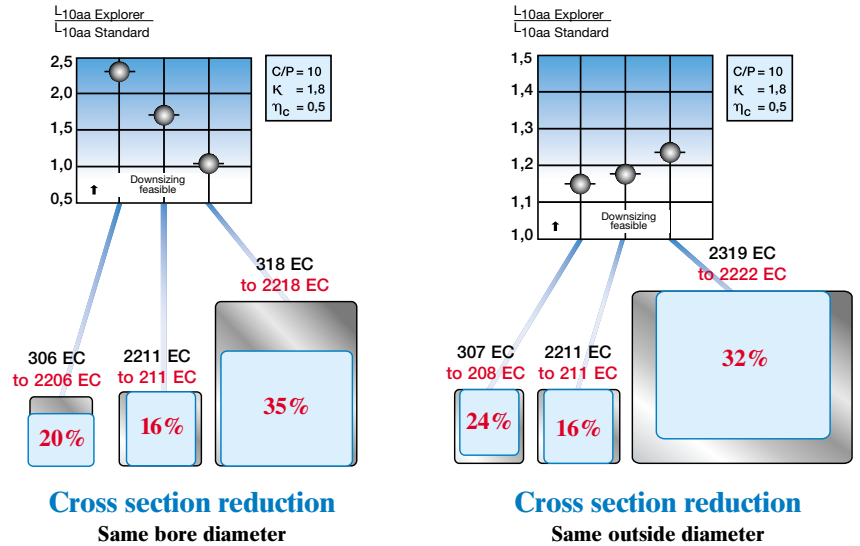 L10aa Explorer
L10aa Standard
2,5
2,0
1,5
1,0
0,5
C/P = 10
κ = 1,8
ηc = 0,5
Downsizing
feasible
318 EC
to 2218 EC
306 EC
to 2206 EC
2211 EC
to 211 EC
20%
16%
35%
Cross section reduction
Same bore diameter
L10aa Explorer
L10aa Standard
1,5
1,4
1,3
1,2
1,1
1,0
C/P = 10
κ = 1,8
ηc = 0,5
Downsizing
feasible
2319 EC
to 2222 EC
307 EC
to 208 EC
2211 EC
to 211 EC
24%
16%
32%
Cross section reduction
Same outside diameter